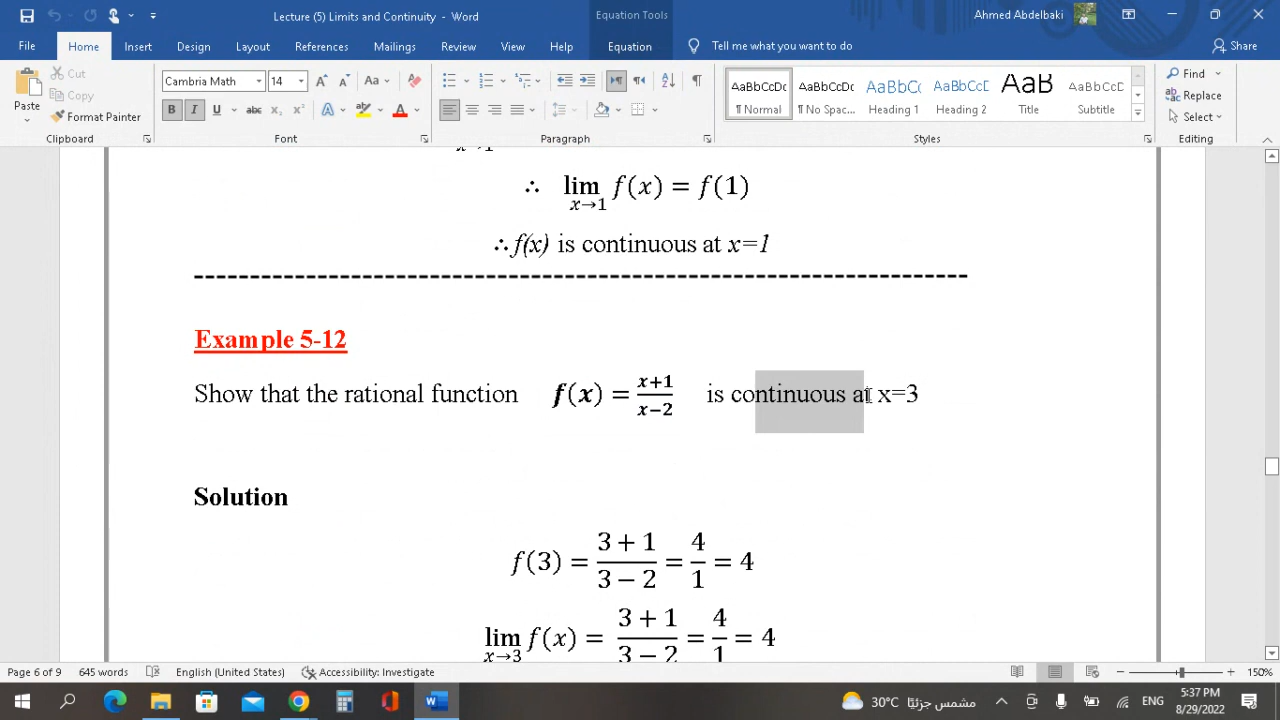 Lecture (5) Limits and Continuity - Word
Equation Tools
Ahmed Abdelbaki
File Home Insert Design Layout References Mailings Review View Help Equation Tell me what you want to do Share
Paste
Cut
Copy
Format Painter
Clipboard
Cambria Math 14
Font
Paragraph
AaBbCcDc AaBbCcDc AaBbCc AaBbCcD AaB AaBbCcD
¶ Normal ¶ No Spac... Heading 1 Heading 2 Title Subtitle
Styles
Find
Replace
Select
Editing
x→1
∴ lim f(x) = f(1)
x→1
∴ f(x) is continuous at x=1
Example 5-12
Show that the rational function f(x) = (x+1)/(x−2) is continuous at x=3
Solution
f(3) = (3 + 1)/(3 − 2) = 4/1 = 4
lim x→3 f(x) = (3 + 1)/(3 − 2) = 4/1 = 4
Page 6 of 9 645 words English (United States) Accessibility: Investigate 150%
30°C مشمس جزئيًا ENG 5:37 PM
8/29/2022